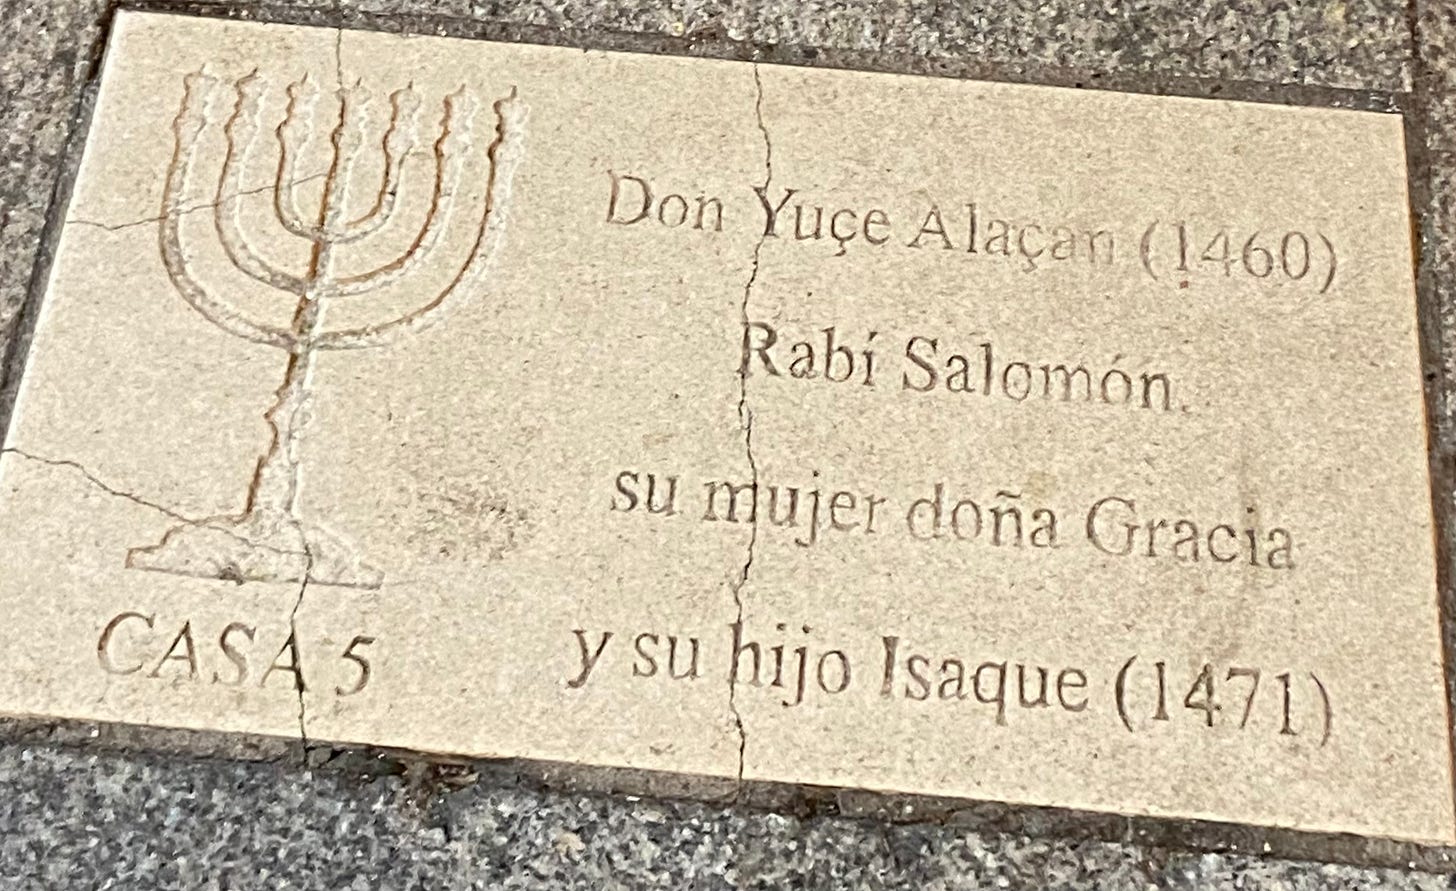 Don Yuçe Alaçan (1460)
Rabí Salomón.
su mujer doña Gracia
y su hijo Isaque (1471)
CASA 5